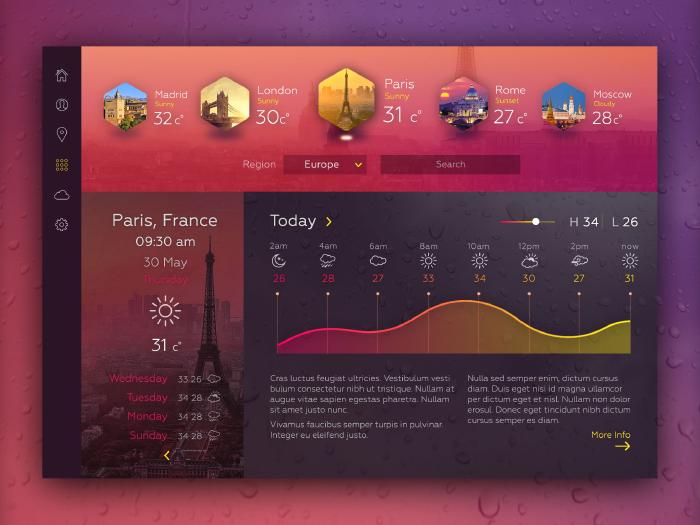 Madrid
Sunny
32 c°
London
Sunny
30c°
Paris
Sunny
31 c°
Rome
Sunset
27 c°
Moscow
Cloudy
28c°
Region Europe Search
Paris, France
09:30 am
30 May
Thursday
31 c°
Wednesday 33 26
Tuesday 34 28
Monday 34 28
Sunday 34 28
Today
H 34 L 26
2am 4am 6am 8am 10am 12pm 2pm now
26 28 27 33 34 30 27 31
Cras luctus feugiat ultricies. Vestibulum vesti
bulum consectetur nibh ut tristique. Nullam at
augue vitae sapien egestas pharetra. Nullam
sit amet justo nunc.
Vivamus faucibus semper turpis in pulvinar.
Integer eu eleifend justo.
Nulla sed semper enim, dictum cursus
diam. Duis eget nisi id magna ullamcor
per dictum eget et nisl. Nullam non dolor
erosul. Donec eget tincidunt nibh dictum
cursus semper es diam.
More Info